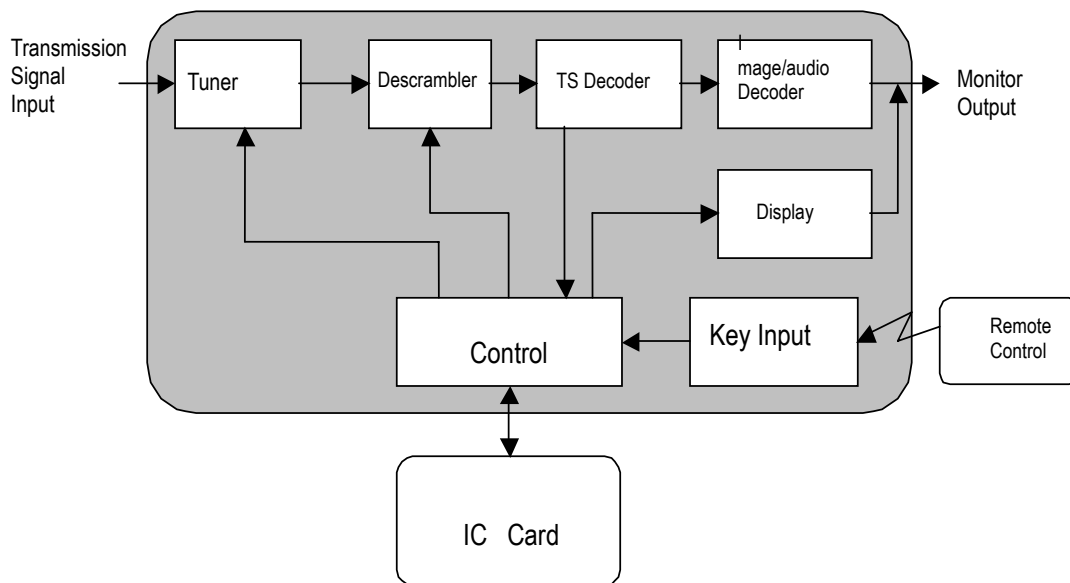 Transmission
Signal
Input
Tuner
Descrambler
TS Decoder
I
mage/audio
Decoder
Monitor
Output
Display
Control
Key Input
Remote
Control
IC Card